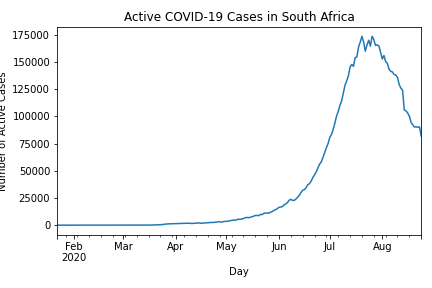 Active COVID-19 Cases in South Africa
Number of Active Cases
175000
150000
125000
100000
75000
50000
25000
0
Feb Mar Apr May Jun Jul Aug
2020
Day